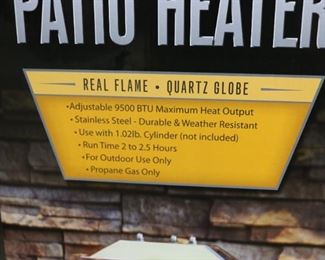 PATIO HEATER
REAL FLAME • QUARTZ GLOBE
•Adjustable 9500 BTU Maximum Heat Output
•Stainless Steel - Durable & Weather Resistant
•Use with 1.02lb. Cylinder (not included)
•Run Time 2 to 2.5 Hours
•For Outdoor Use Only
•Propane Gas Only